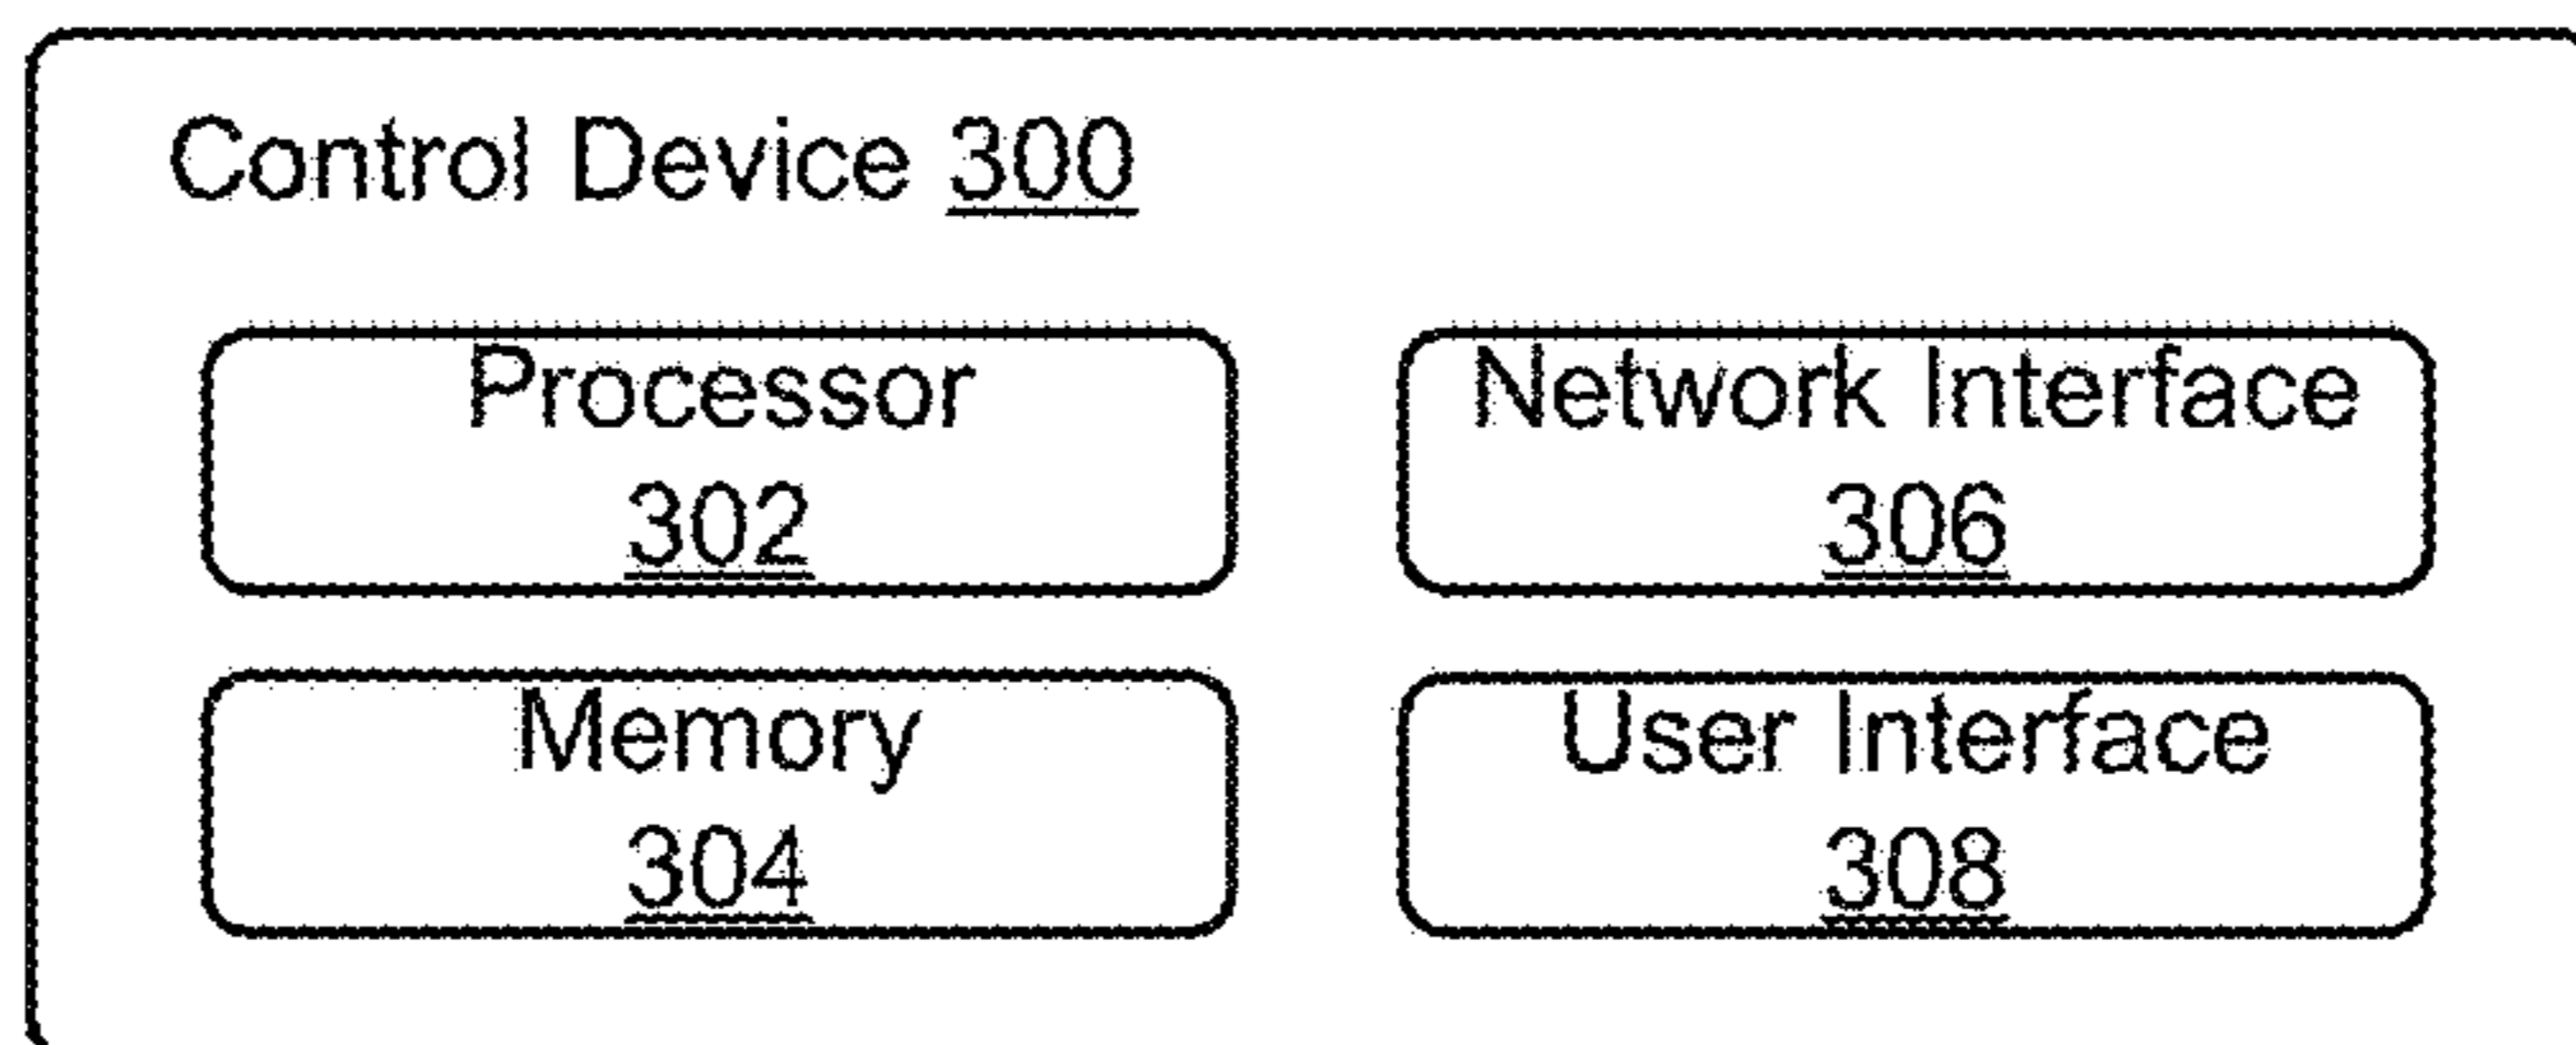 Control Device 300
Processor
302
Network Interface
306
Memory
304
User Interface
308